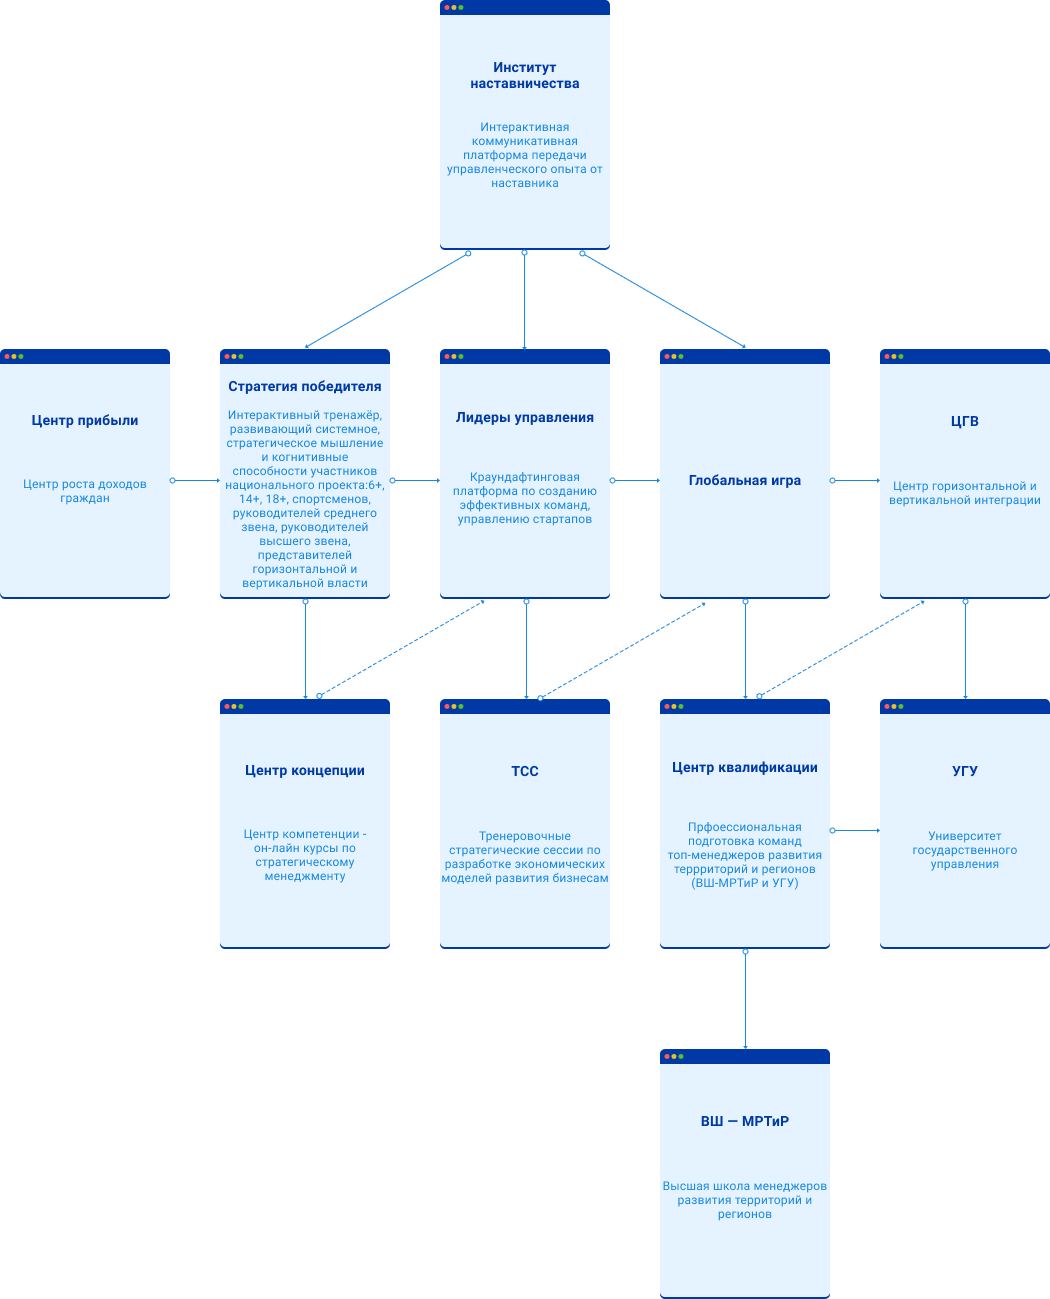 Институт
наставничества
Интерактивная
коммуникативная
платформа передачи
управленческого опыта от
наставника
Центр прибыли
Центр роста доходов
граждан
Стратегия победителя
Интерактивный тренажёр,
развивающий системное,
стратегическое мышление
и когнитивные
способности участников
национального проекта:6+,
14+, 18+, спортсменов,
руководителей среднего
звена, руководителей
высшего звена,
представителей
горизонтальной и
вертикальной власти
Лидеры управления
Краундафтинговая
платформа по созданию
эффективных команд,
управлению стартапов
Глобальная игра
ЦГВ
Центр горизонтальной и
вертикальной интеграции
Центр концепции
Центр компетенции -
он-лайн курсы по
стратегическому
менеджменту
ТСС
Тренеровочные
стратегические сессии по
разработке экономических
моделей развития бизнесам
Центр квалификации
Прфоессиональная
подготовка команд
топ-менеджеров развития
терррит​орий и регионов
(ВШ-МРТиР и УГУ)
УГУ
Университет
государственного
управления
ВШ — МРТиР
Высшая школа менеджеров
развития территорий и
регионов